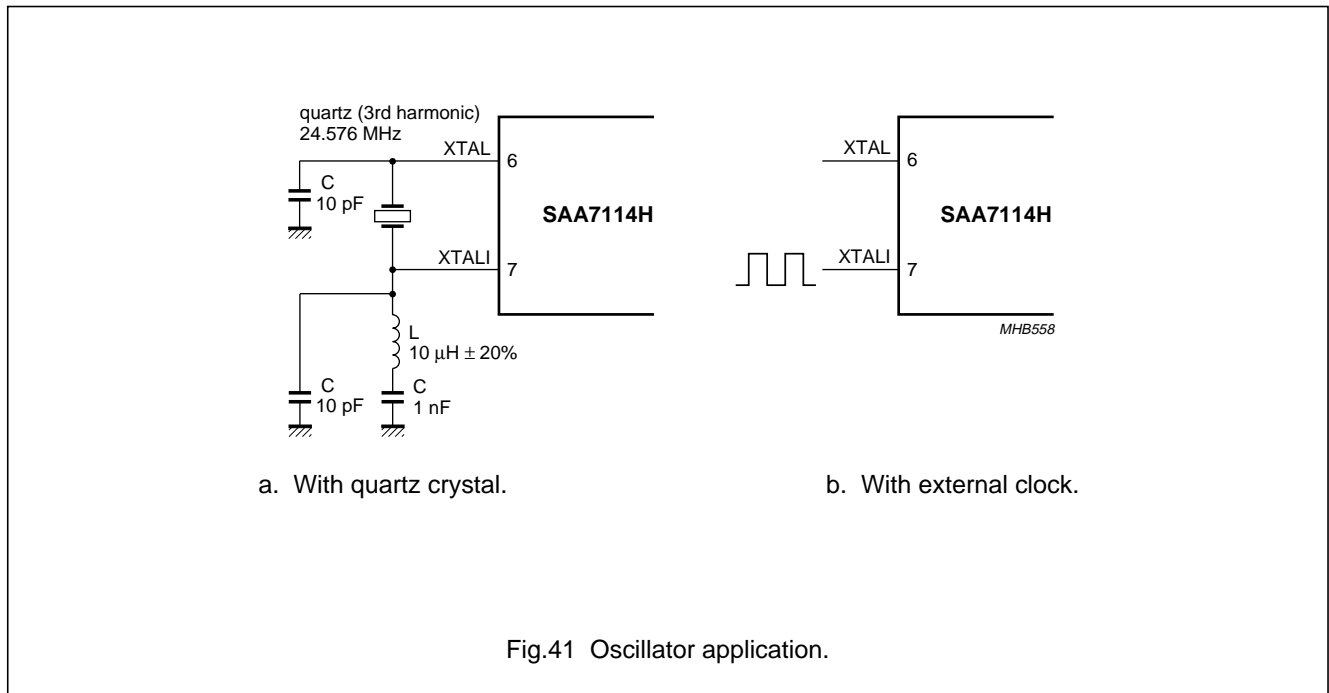 quartz (3rd harmonic)
24.576 MHz
XTAL
6
C
10 pF
SAA7114H
XTALI
7
L
10 μH ± 20%
C
10 pF
C
1 nF
a. With quartz crystal.
XTAL
6
SAA7114H
XTALI
7
MHB558
b. With external clock.
Fig.41 Oscillator application.